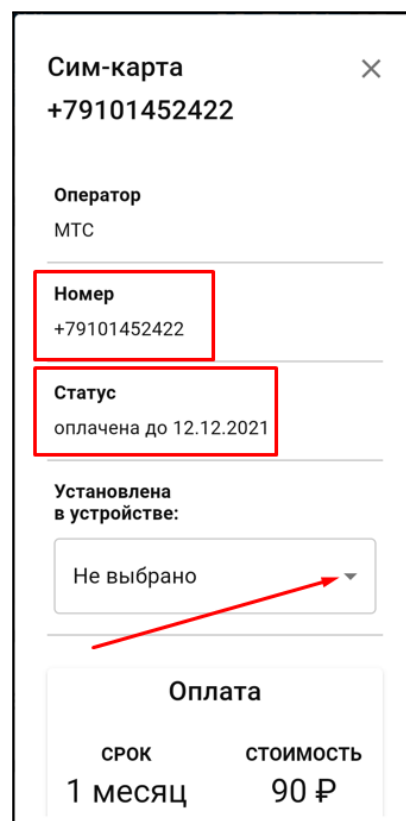 Сим-карта
+79101452422
Оператор
МТС
Номер
+79101452422
Статус
оплачена до 12.12.2021
Установлена
в устройстве:
Не выбрано
Оплата
СРОК СТОИМОСТЬ
1 месяц 90 ₽